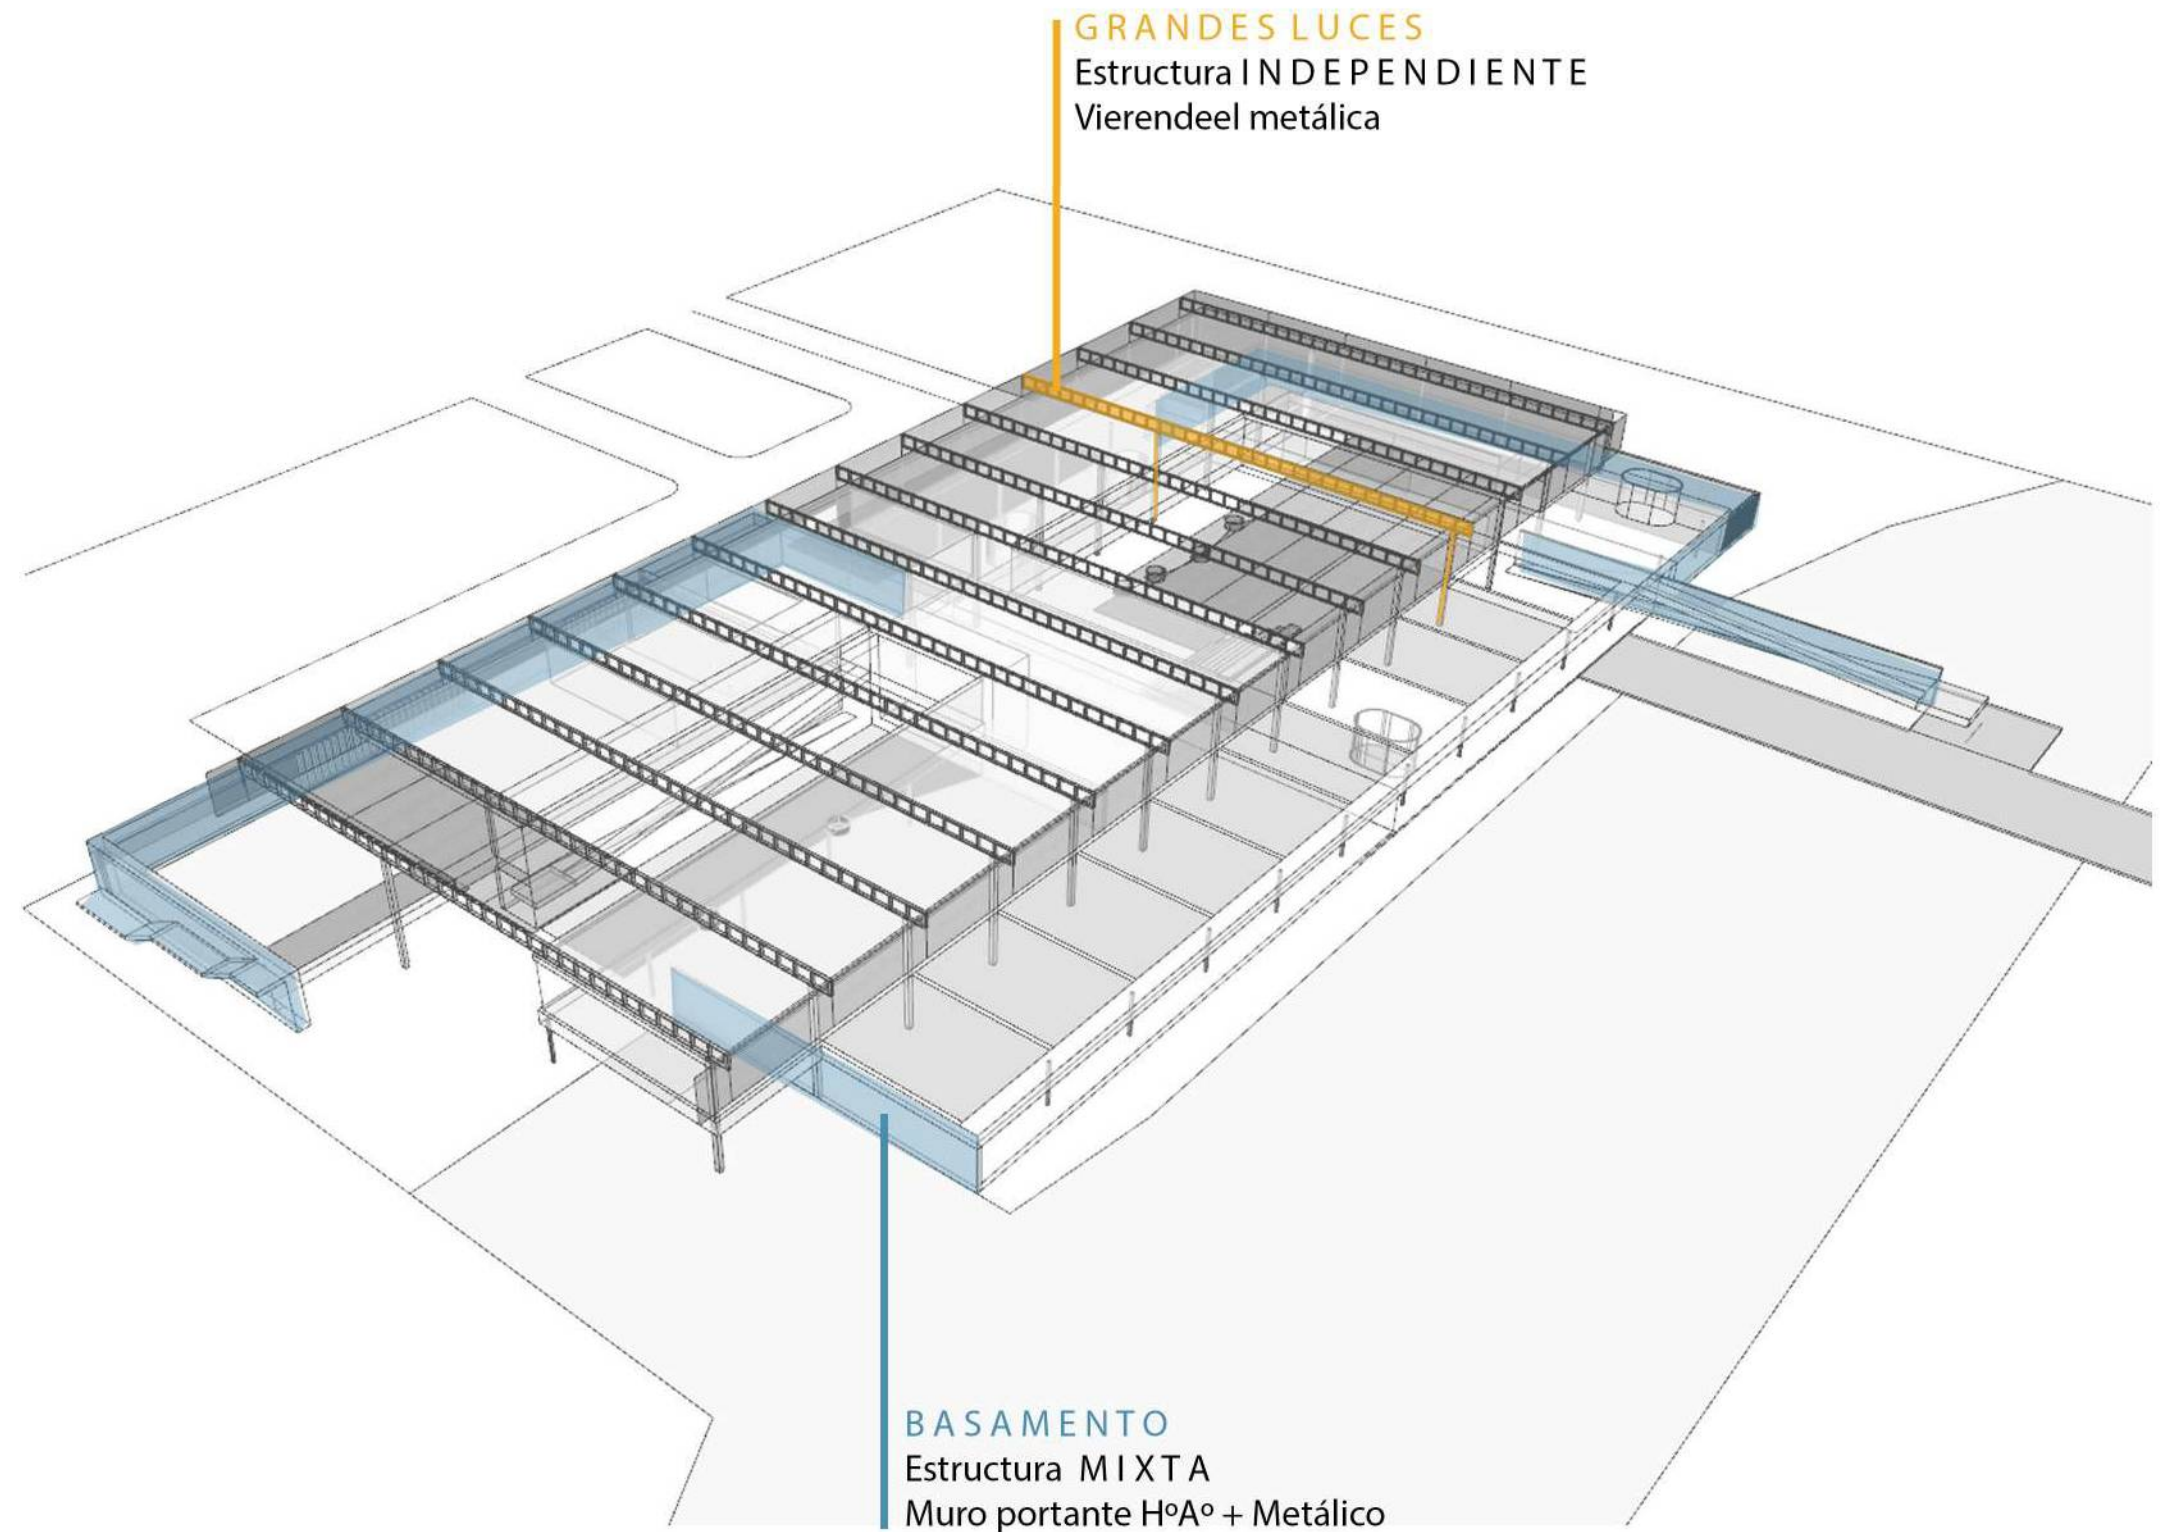 GRANDES LUCES
Estructura INDEPENDIENTE
Vierendeel metálica
BASAMENTO
Estructura MIXTA
Muro portante HºAº + Metálico